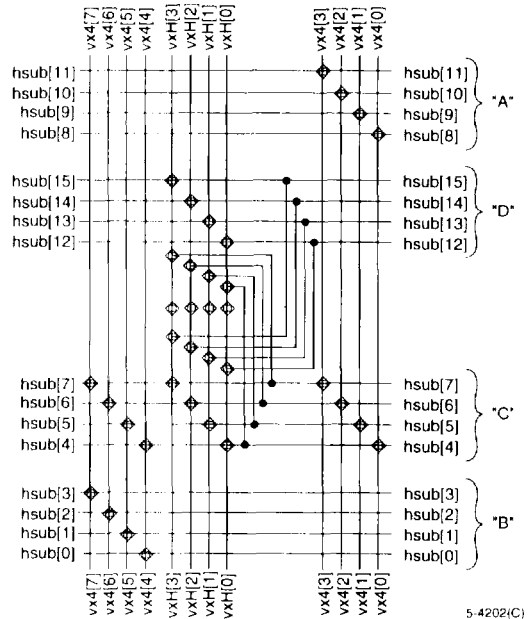 vx4[7] vx4[6] vx4[5] vx4[4] vxH[3] vxH[2] vxH[1] vxH[0] vx4[3] vx4[2] vx4[1] vx4[0]
hsub[11] hsub[11]
hsub[10] hsub[10]
hsub[9] hsub[9]
hsub[8] hsub[8]
"A"
hsub[15] hsub[15]
hsub[14] hsub[14]
hsub[13] hsub[13]
hsub[12] hsub[12]
"D"
hsub[7] hsub[7]
hsub[6] hsub[6]
hsub[5] hsub[5]
hsub[4] hsub[4]
"C"
hsub[3] hsub[3]
hsub[2] hsub[2]
hsub[1] hsub[1]
hsub[0] hsub[0]
"B"
vx4[7] vx4[6] vx4[5] vx4[4] vxH[3] vxH[2] vxH[1] vxH[0] vx4[3] vx4[2] vx4[1] vx4[0]
5-4202(C)